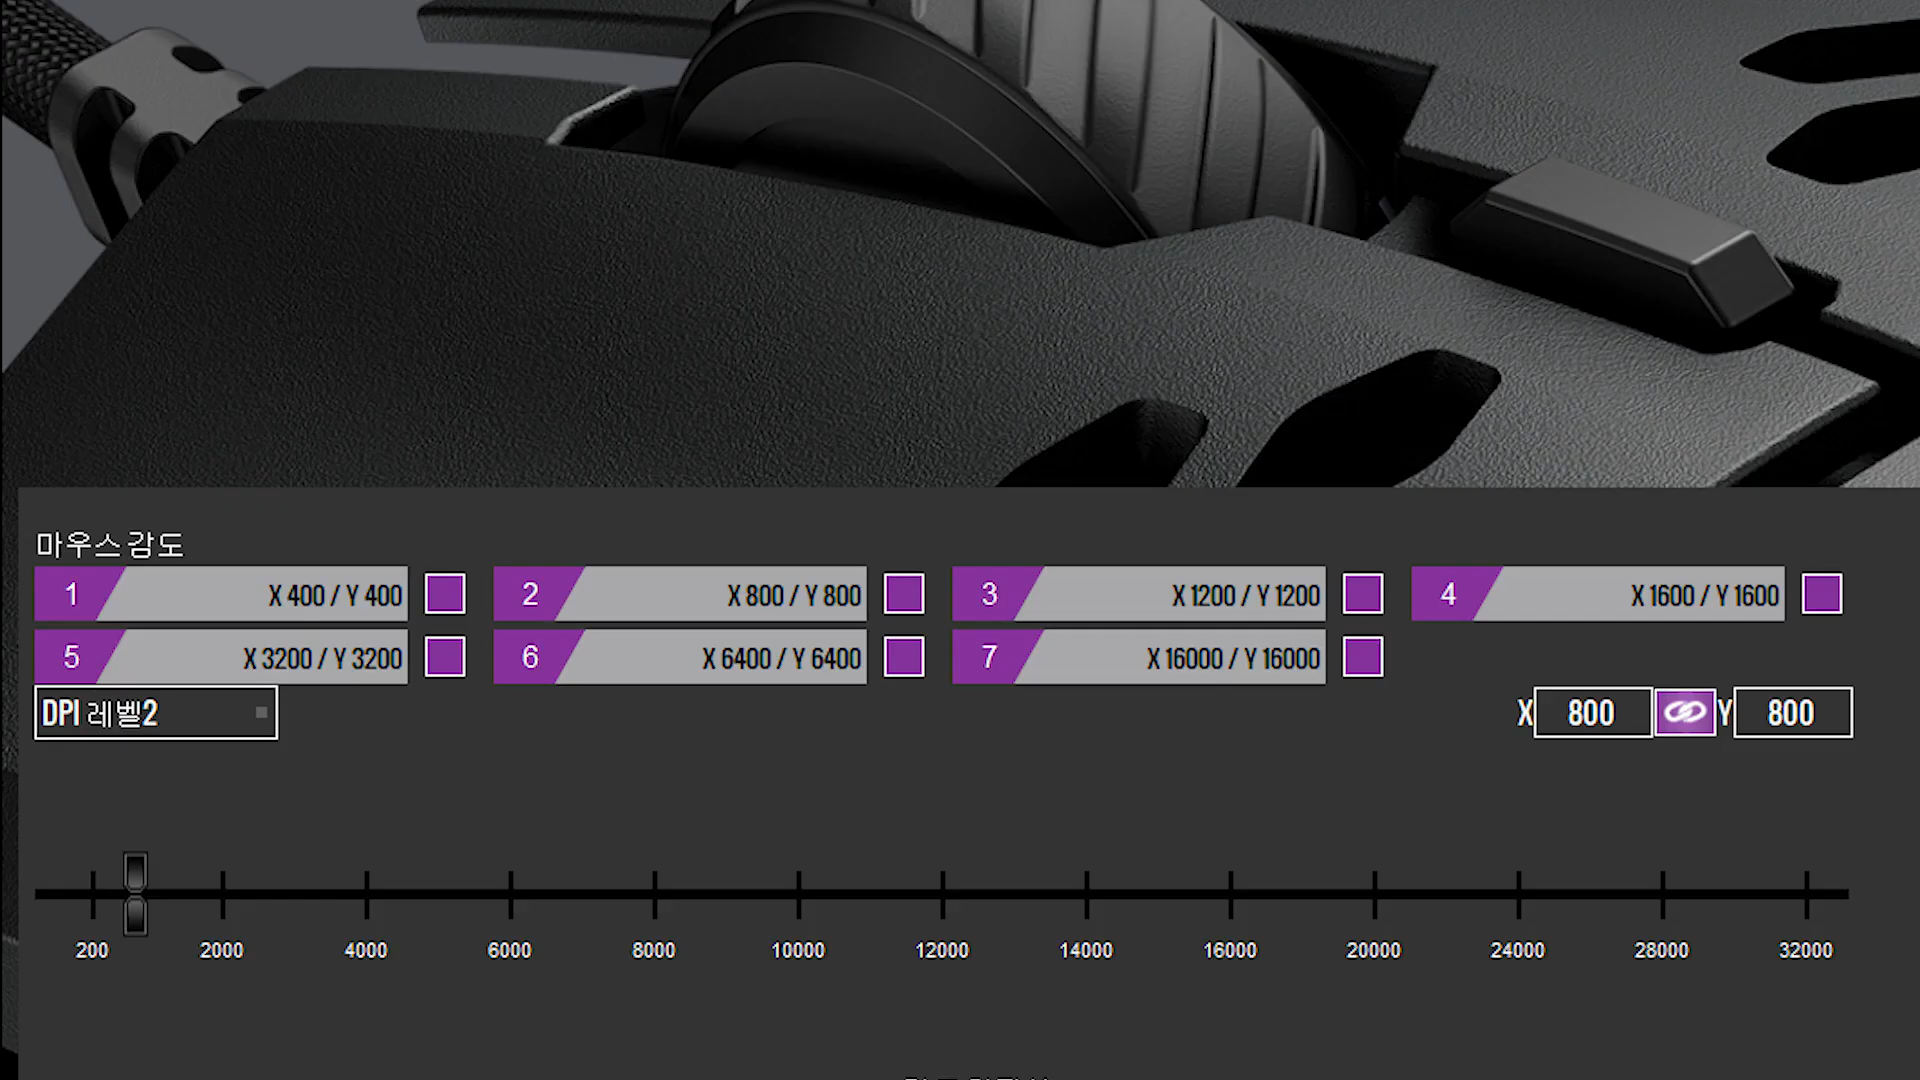 마우스 감도
1 X 400 / Y 400 2 X 800 / Y 800 3 X 1200 / Y 1200 4 X 1600 / Y 1600
5 X 3200 / Y 3200 6 X 6400 / Y 6400 7 X 16000 / Y 16000
DPI 레벨2 X 800 Y 800
200 2000 4000 6000 8000 10000 12000 14000 16000 20000 24000 28000 32000